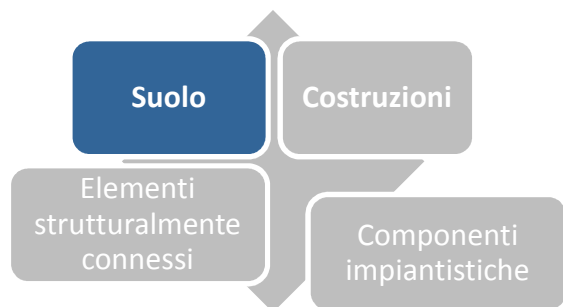 Suolo
Costruzioni
Elementi
strutturalmente
connessi
Componenti
impiantistiche